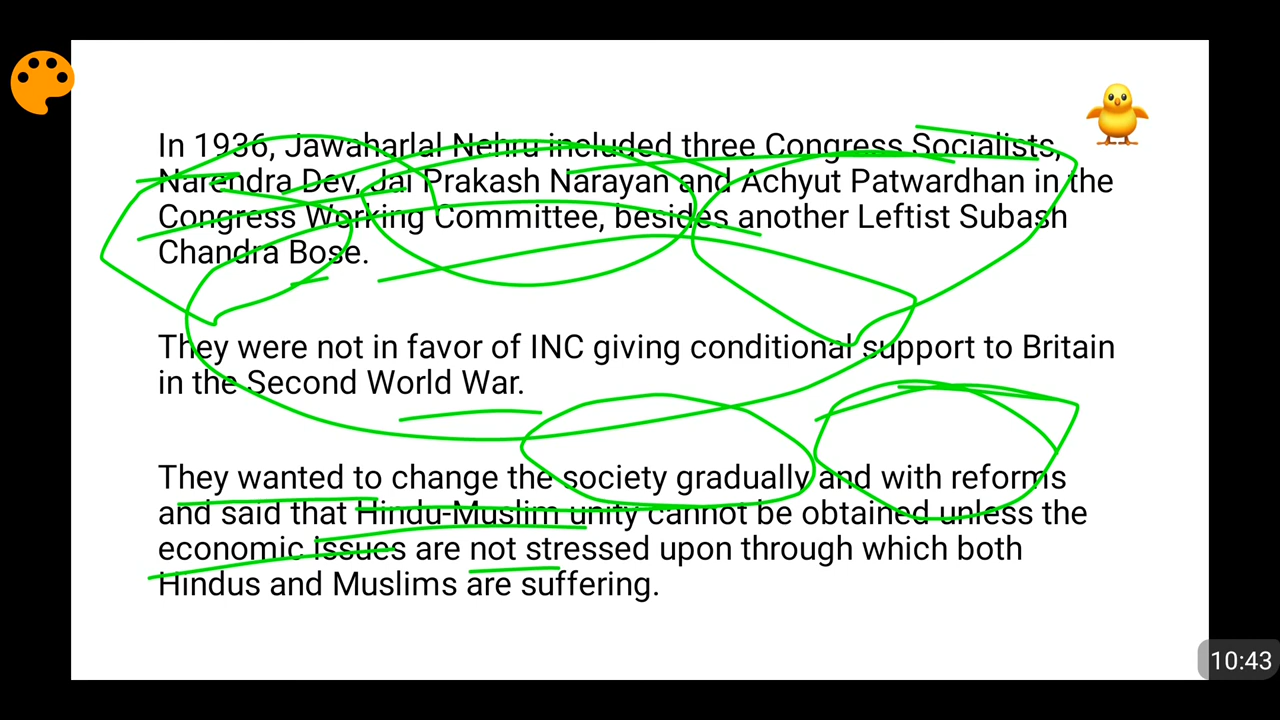 In 1936, Jawaharlal Nehru included three Congress Socialists,
Narendra Dev, Jai Prakash Narayan and Achyut Patwardhan in the
Congress Working Committee, besides another Leftist Subash
Chandra Bose.
They were not in favor of INC giving conditional support to Britain
in the Second World War.
They wanted to change the society gradually and with reforms
and said that Hindu-Muslim unity cannot be obtained unless the
economic issues are not stressed upon through which both
Hindus and Muslims are suffering.
10:43